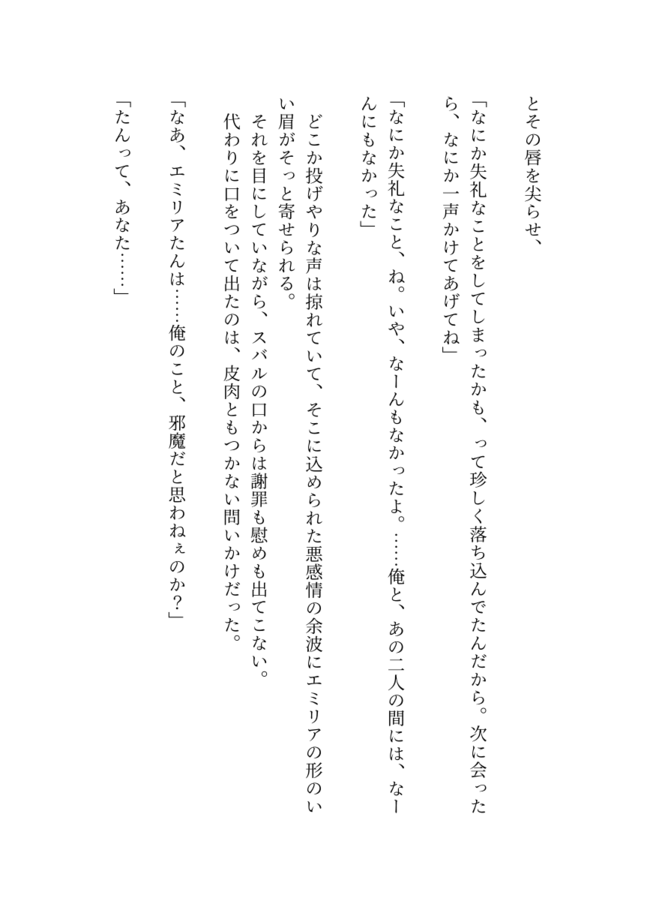 とその唇を尖らせ、
「なにか失礼なことをしてしまったかも、って珍しく落ち込んでたんだから。次に会った
ら、なにか一声かけてあげてね」
「なにか失礼なこと、ね。いや、なーんもなかったよ。……俺と、あの二人の間には、なー
んにもなかった」
　どこか投げやりな声は掠れていて、そこに込められた悪感情の余波にエミリアの形のい
い眉がそっと寄せられる。
　それを目にしていながら、スバルの口からは謝罪も慰めも出てこない。
　代わりに口をついて出たのは、皮肉ともつかない問いかけだった。
「なあ、エミリアたんは……俺のこと、邪魔だと思わねぇのか？」
「たんって、あなた……」